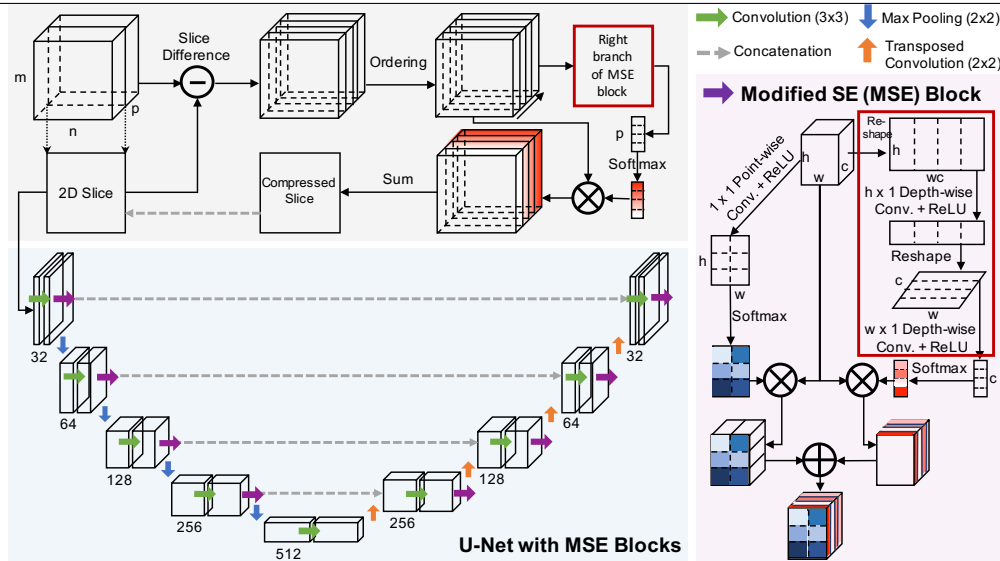 Slice
Difference
m
n
p
Ordering
Right
branch
of MSE
block
p
Softmax
2D Slice
Compressed
Slice
Sum
Convolution (3x3)
Max Pooling (2x2)
Concatenation
Transposed
Convolution (2x2)
Modified SE (MSE) Block
Re-
shape
h
w
c
h
wc
1 x 1 Point-wise
Conv. + ReLU
h x 1 Depth-wise
Conv. + ReLU
Reshape
h
w
c
w
Softmax
w x 1 Depth-wise
Conv. + ReLU
Softmax
c
32
64
128
256
512
256
128
64
32
U-Net with MSE Blocks